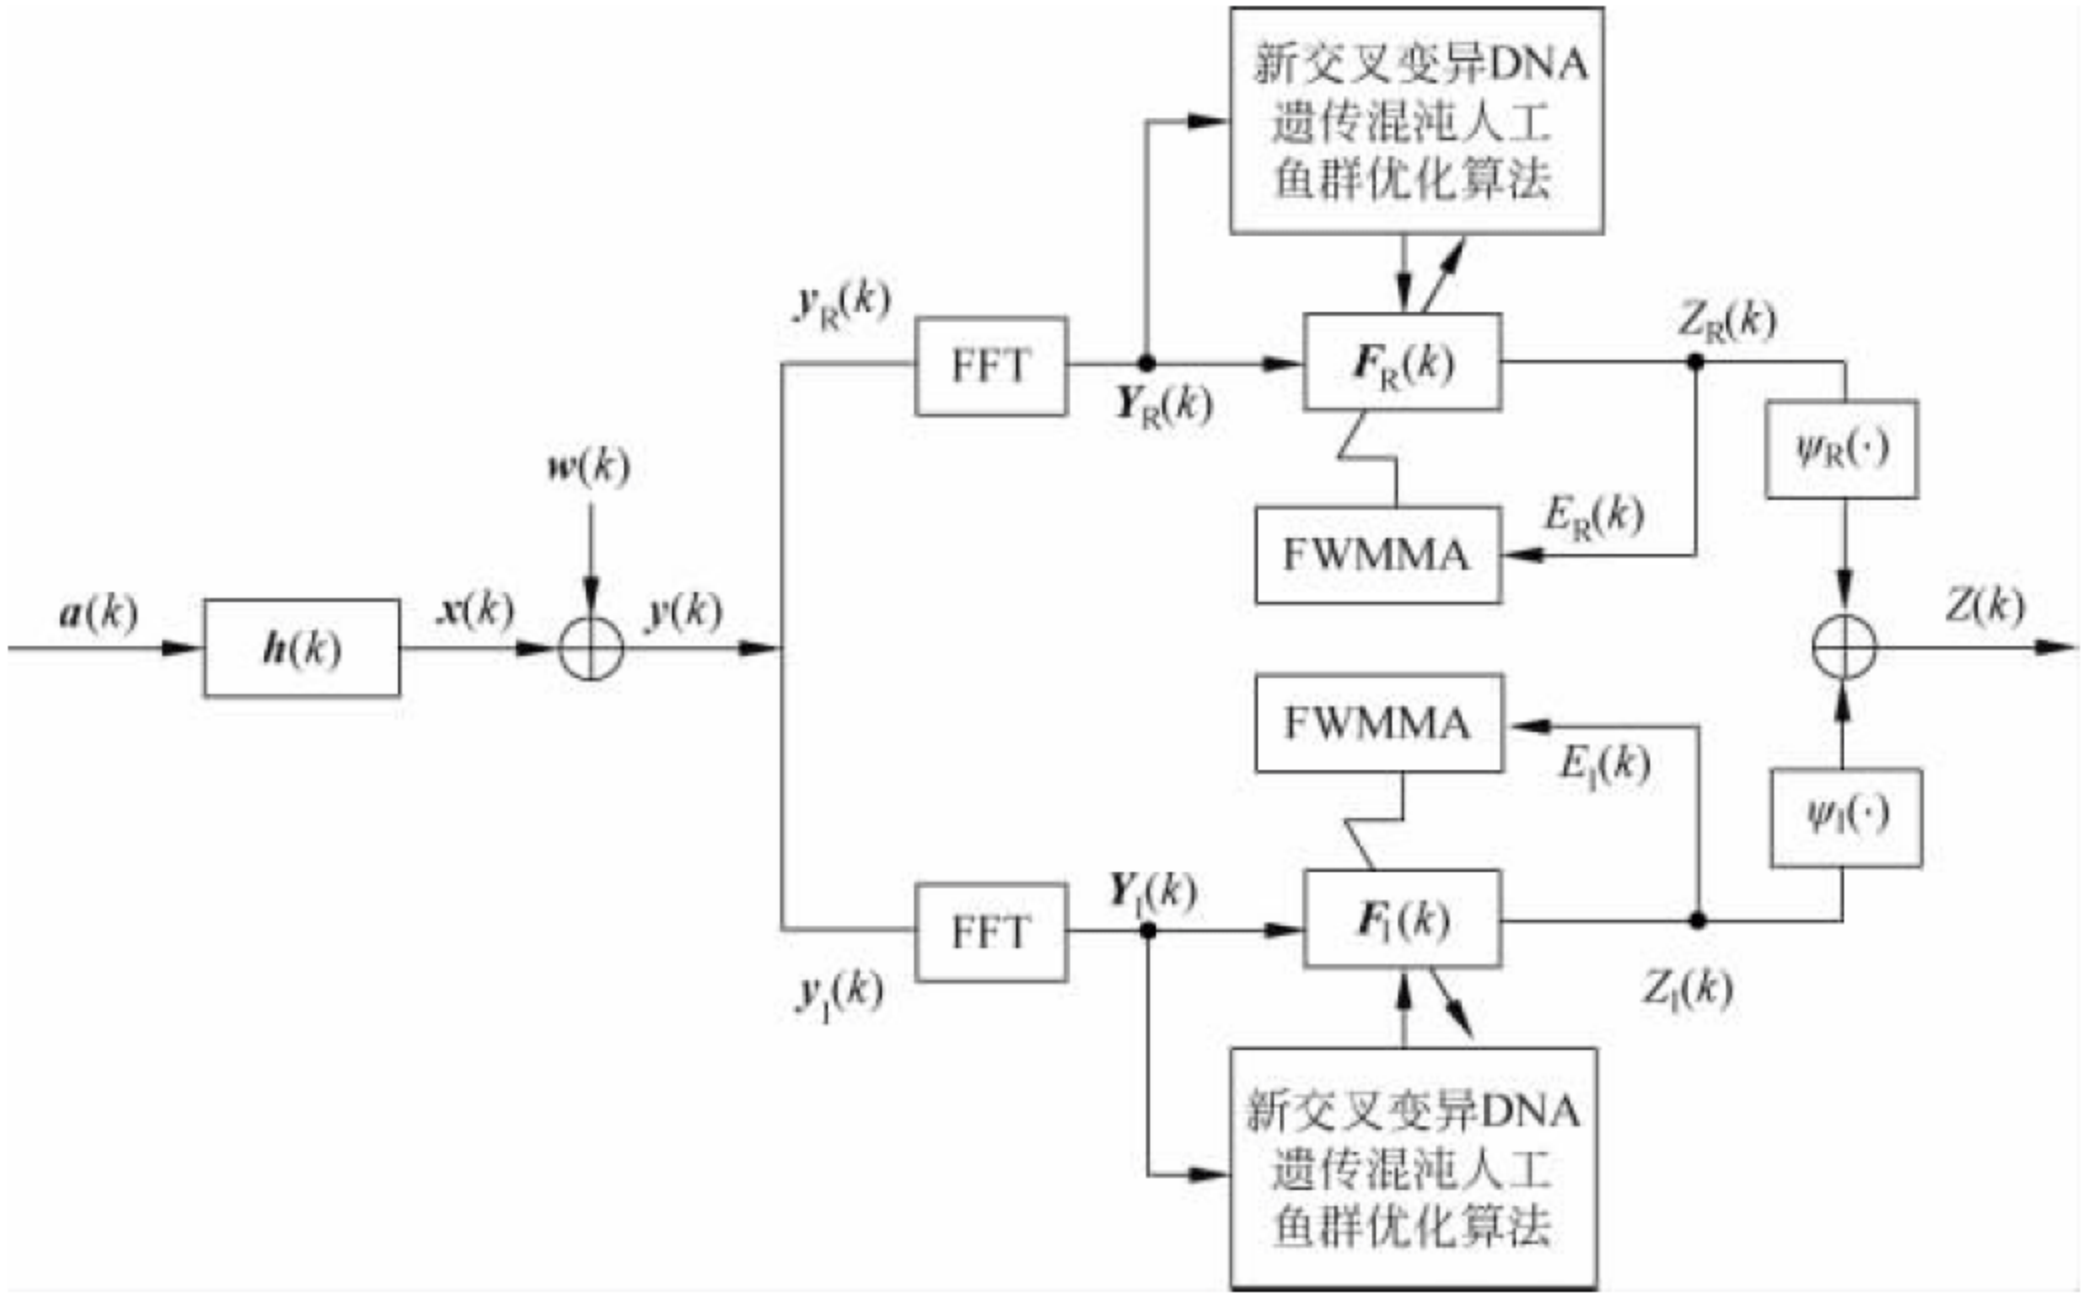 新交叉变异DNA
遗传混沌人工
鱼群优化算法
y_R(k)
FFT
Y_R(k)
F_R(k)
Z_R(k)
ψ_R(·)
w(k)
E_R(k)
FWMMA
a(k)
h(k)
x(k)
y(k)
Z(k)
FWMMA
E_I(k)
ψ_I(·)
FFT
Y_I(k)
F_I(k)
y_I(k)
Z_I(k)
新交叉变异DNA
遗传混沌人工
鱼群优化算法